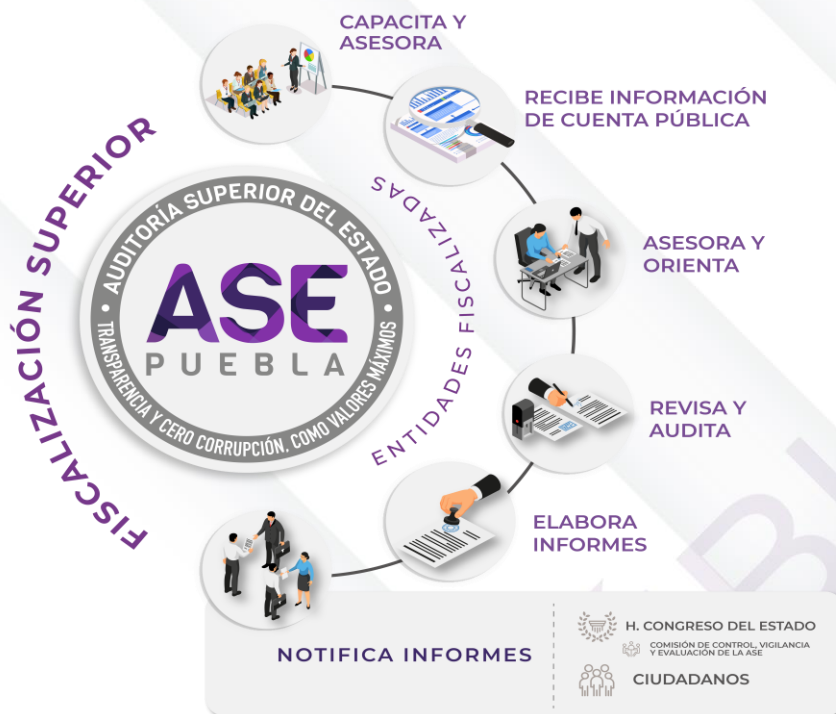 CAPACITA Y
ASESORA
RECIBE INFORMACIÓN
DE CUENTA PÚBLICA
FISCALIZACIÓN SUPERIOR
AUDITORÍA SUPERIOR DEL ESTADO
ASE
PUEBLA
TRANSPARENCIA Y CERO CORRUPCIÓN, COMO VALORES MÁXIMOS
ENTIDADES FISCALIZADAS
ASESORA Y
ORIENTA
REVISA Y
AUDITA
ELABORA
INFORMES
NOTIFICA INFORMES
H. CONGRESO DEL ESTADO
COMISIÓN DE CONTROL, VIGILANCIA
Y EVALUACIÓN DE LA ASE
CIUDADANOS